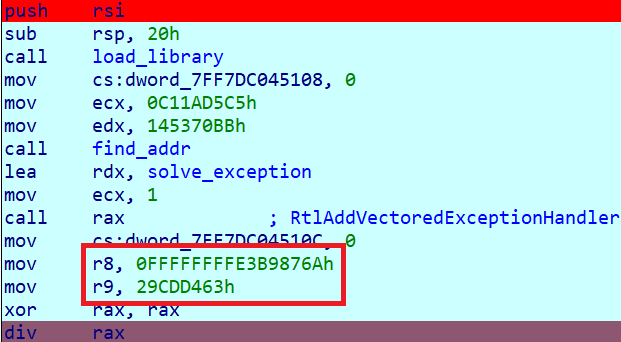 push rsi
sub rsp, 20h
call load_library
mov cs:dword_7FF7DC045108, 0
mov ecx, 0C11AD5C5h
mov edx, 145370BBh
call find_addr
lea rdx, solve_exception
mov ecx, 1
call rax ; RtlAddVectoredExceptionHandler
mov cs:dword_7FF7DC04510C, 0
mov r8, 0FFFFFFFFE3B9876Ah
mov r9, 29CDD463h
xor rax, rax
div rax